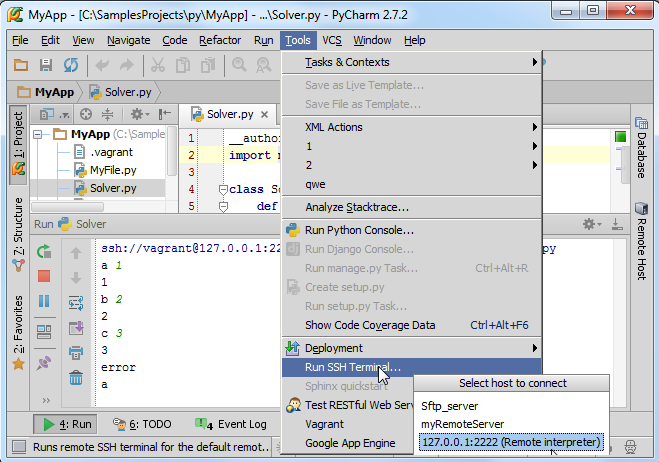 MyApp - [C:\SamplesProjects\py\MyApp] - ...\Solver.py - PyCharm 2.7.2
File Edit View Navigate Code Refactor Run Tools VCS Window Help
MyApp Solver.py
1: Project
Z: Structure
2: Favorites
MyApp (C:\Sample
.vagrant
MyFile.py
Solver.py
Solver.py
1 __author
2 import
3
4 class So
5 def
Run Solver
ssh://vagrant@127.0.0.1:222
py
a 1
1
b 2
2
c 3
3
error
a
Tasks & Contexts
Save as Live Template...
Save File as Template...
XML Actions
1
2
qwe
Analyze Stacktrace...
Run Python Console...
Run Django Console...
Run manage.py Task... Ctrl+Alt+R
Create setup.py
Run setup.py Task...
Show Code Coverage Data Ctrl+Alt+F6
Deployment
Run SSH Terminal...
Sphinx quickstart
Test RESTful Web Serv
Vagrant
Google App Engine
Select host to connect
Sftp_server
myRemoteServer
127.0.0.1:2222 (Remote interpreter)
Database
Remote Host
4: Run 6: TODO 4 Event Log
Runs remote SSH terminal for the default remot...